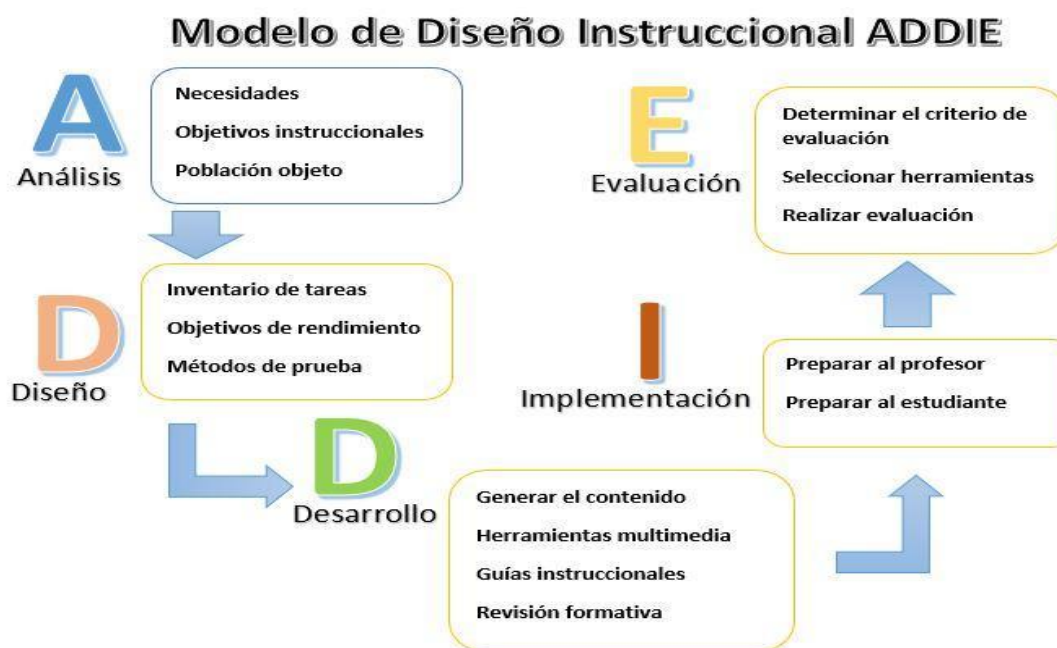 Modelo de Diseño Instruccional ADDIE
A
Análisis
Necesidades
Objetivos instruccionales
Población objeto
D
Diseño
Inventario de tareas
Objetivos de rendimiento
Métodos de prueba
D
Desarrollo
Generar el contenido
Herramientas multimedia
Guías instruccionales
Revisión formativa
I
Implementación
Preparar al profesor
Preparar al estudiante
E
Evaluación
Determinar el criterio de
evaluación
Seleccionar herramientas
Realizar evaluación